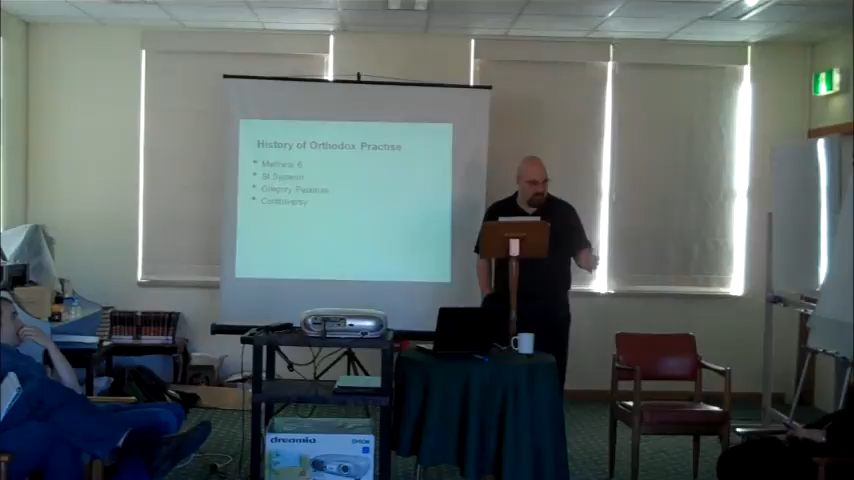 History of Orthodox Practise
• Matthew 6
• St Symeon
• Gregory Palamas
• Controversy
dreamio
EPSON